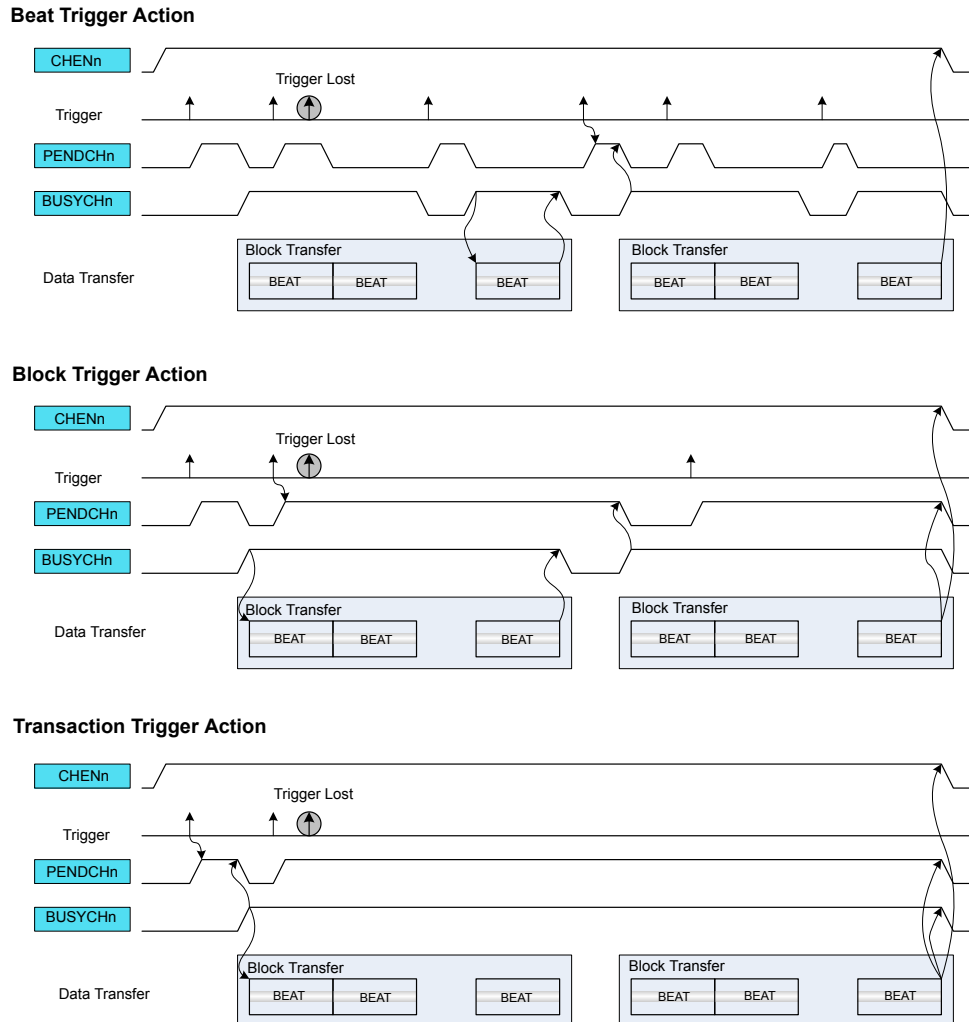 Beat Trigger Action
CHENn
Trigger Lost
Trigger
PENDCHn
BUSYCHn
Block Transfer Block Transfer
Data Transfer
BEAT BEAT BEAT BEAT BEAT BEAT
Block Trigger Action
CHENn
Trigger Lost
Trigger
PENDCHn
BUSYCHn
Block Transfer Block Transfer
Data Transfer
BEAT BEAT BEAT BEAT BEAT BEAT
Transaction Trigger Action
CHENn
Trigger Lost
Trigger
PENDCHn
BUSYCHn
Block Transfer Block Transfer
Data Transfer
BEAT BEAT BEAT BEAT BEAT BEAT